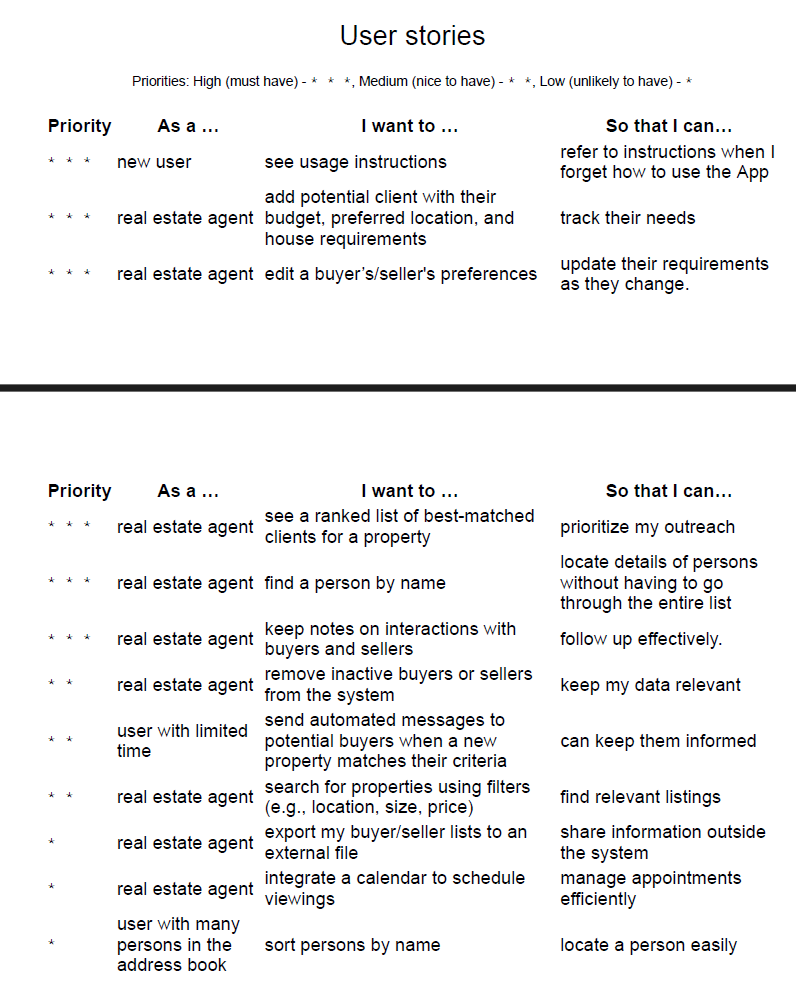 User stories
Priorities: High (must have) - * * *, Medium (nice to have) - * *, Low (unlikely to have) - *
Priority As a … I want to … So that I can…
* * * new user see usage instructions refer to instructions when I
forget how to use the App
* * * real estate agent add potential client with their
budget, preferred location, and
house requirements track their needs
* * * real estate agent edit a buyer’s/seller's preferences update their requirements
as they change.
Priority As a … I want to … So that I can…
* * * real estate agent see a ranked list of best-matched
clients for a property prioritize my outreach
* * * real estate agent find a person by name locate details of persons
without having to go
through the entire list
* * * real estate agent keep notes on interactions with
buyers and sellers follow up effectively.
* * real estate agent remove inactive buyers or sellers
from the system keep my data relevant
* * user with limited
time send automated messages to
potential buyers when a new
property matches their criteria can keep them informed
* * real estate agent search for properties using filters
(e.g., location, size, price) find relevant listings
* real estate agent export my buyer/seller lists to an
external file share information outside
the system
* real estate agent integrate a calendar to schedule
viewings manage appointments
efficiently
* user with many
persons in the
address book sort persons by name locate a person easily